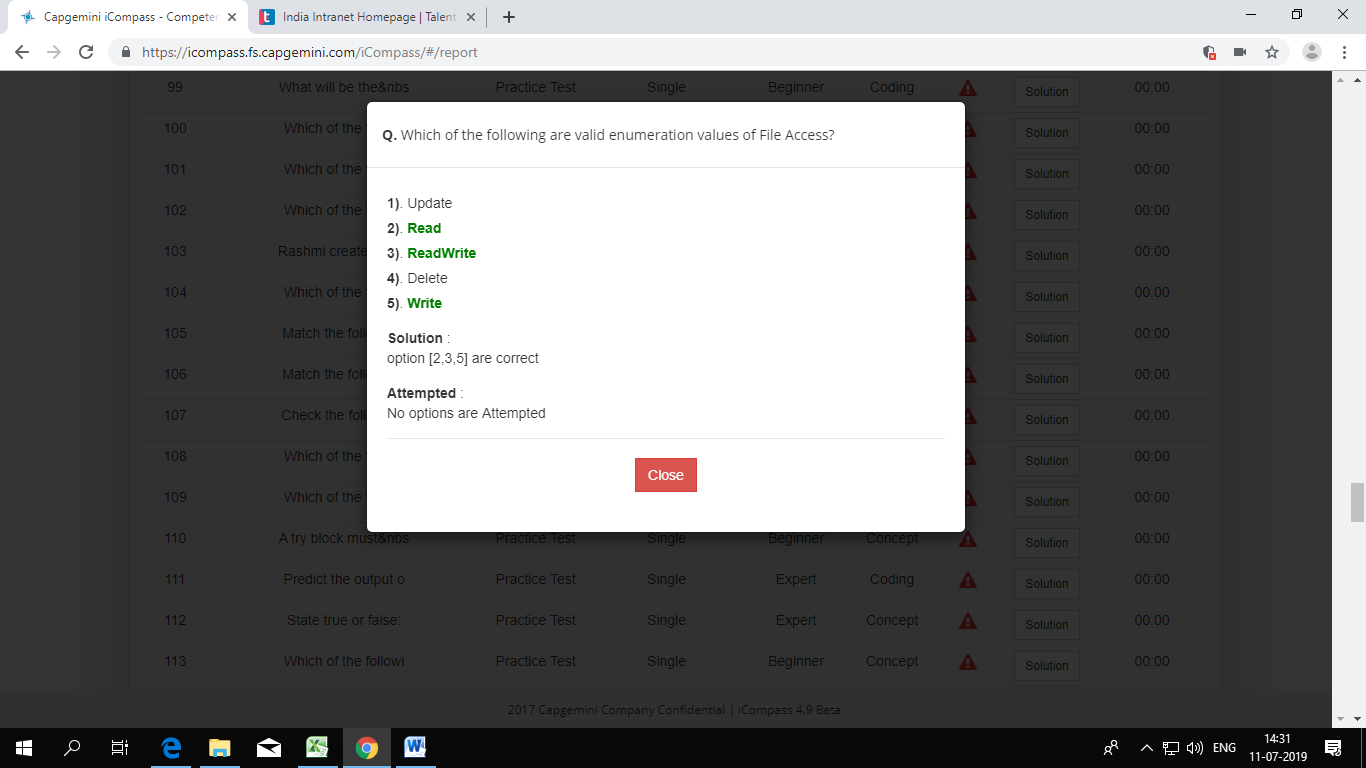 Capgemini iCompass - Competer
India Intranet Homepage | Talent
https://icompass.fs.capgemini.com/iCompass/#/report
99 What will be the&nbs Practice Test Single Beginner Coding Solution 00:00
100 Which of the Solution 00:00
101 Which of the Solution 00:00
102 Which of the Solution 00:00
103 Rashmi create Solution 00:00
104 Which of the Solution 00:00
105 Match the foll Solution 00:00
106 Match the foll Solution 00:00
107 Check the foll Solution 00:00
108 Which of the Solution 00:00
109 Which of the Solution 00:00
110 A try block must&nbs Practice Test Single Beginner Concept Solution 00:00
111 Predict the output o Practice Test Single Expert Coding Solution 00:00
112 State true or false: Practice Test Single Expert Concept Solution 00:00
113 Which of the followi Practice Test Single Beginner Concept Solution 00:00
Q. Which of the following are valid enumeration values of File Access?
1). Update
2). Read
3). ReadWrite
4). Delete
5). Write
Solution :
option [2,3,5] are correct
Attempted :
No options are Attempted
Close
2017 Capgemini Company Confidential | iCompass 4.9 Beta
ENG
14:31
11-07-2019